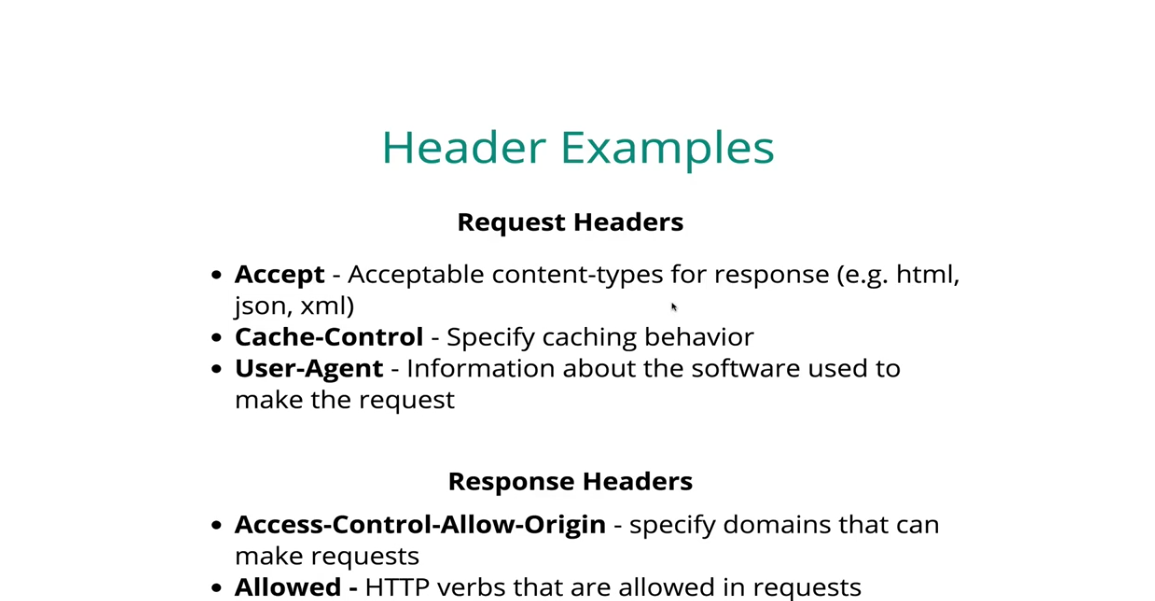 Header Examples
Request Headers
• Accept - Acceptable content-types for response (e.g. html,
json, xml)
• Cache-Control - Specify caching behavior
• User-Agent - Information about the software used to
make the request
Response Headers
• Access-Control-Allow-Origin - specify domains that can
make requests
• Allowed - HTTP verbs that are allowed in requests